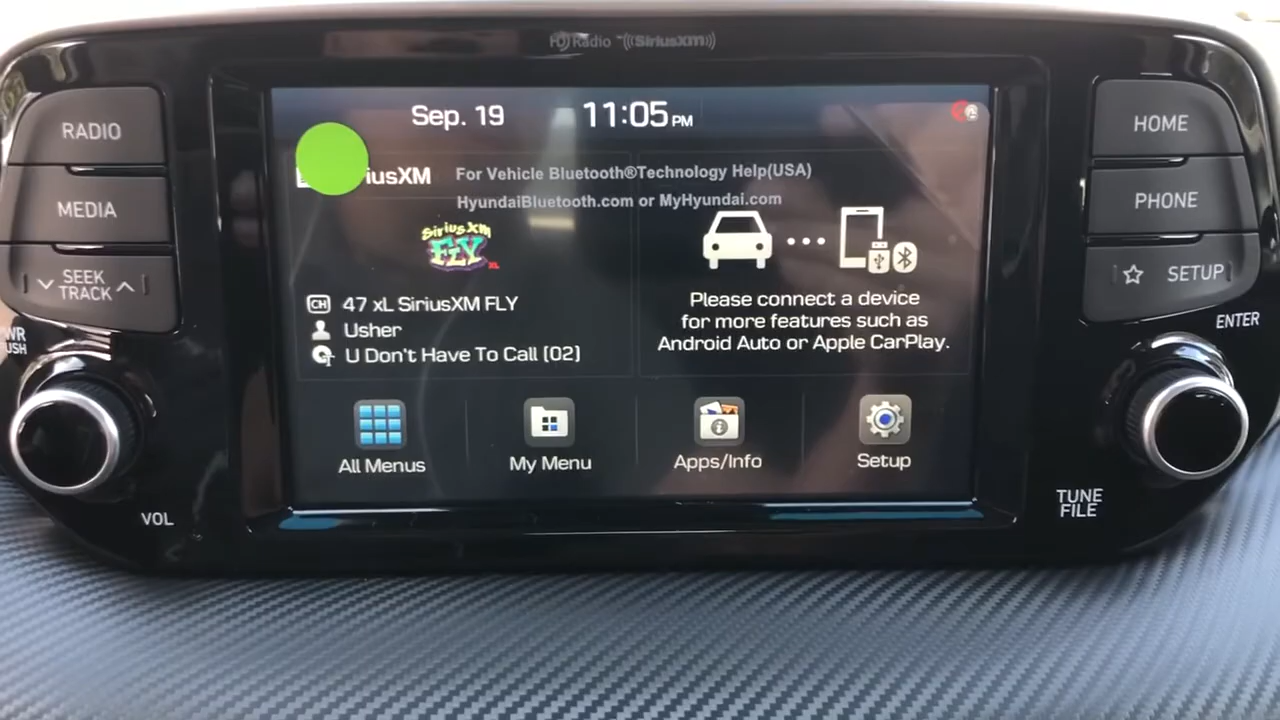 HD Radio SiriusXM
RADIO
MEDIA
SEEK
TRACK
VOL
Sep. 19 11:05 PM
iusXM
For Vehicle Bluetooth®Technology Help(USA)
HyundaiBluetooth.com or MyHyundai.com
SiriusXM
FLY
XL
CH 47 xL SiriusXM FLY
Usher
U Don't Have To Call (02)
Please connect a device
for more features such as
Android Auto or Apple CarPlay.
All Menus
My Menu
Apps/Info
Setup
HOME
PHONE
SETUP
ENTER
TUNE
FILE